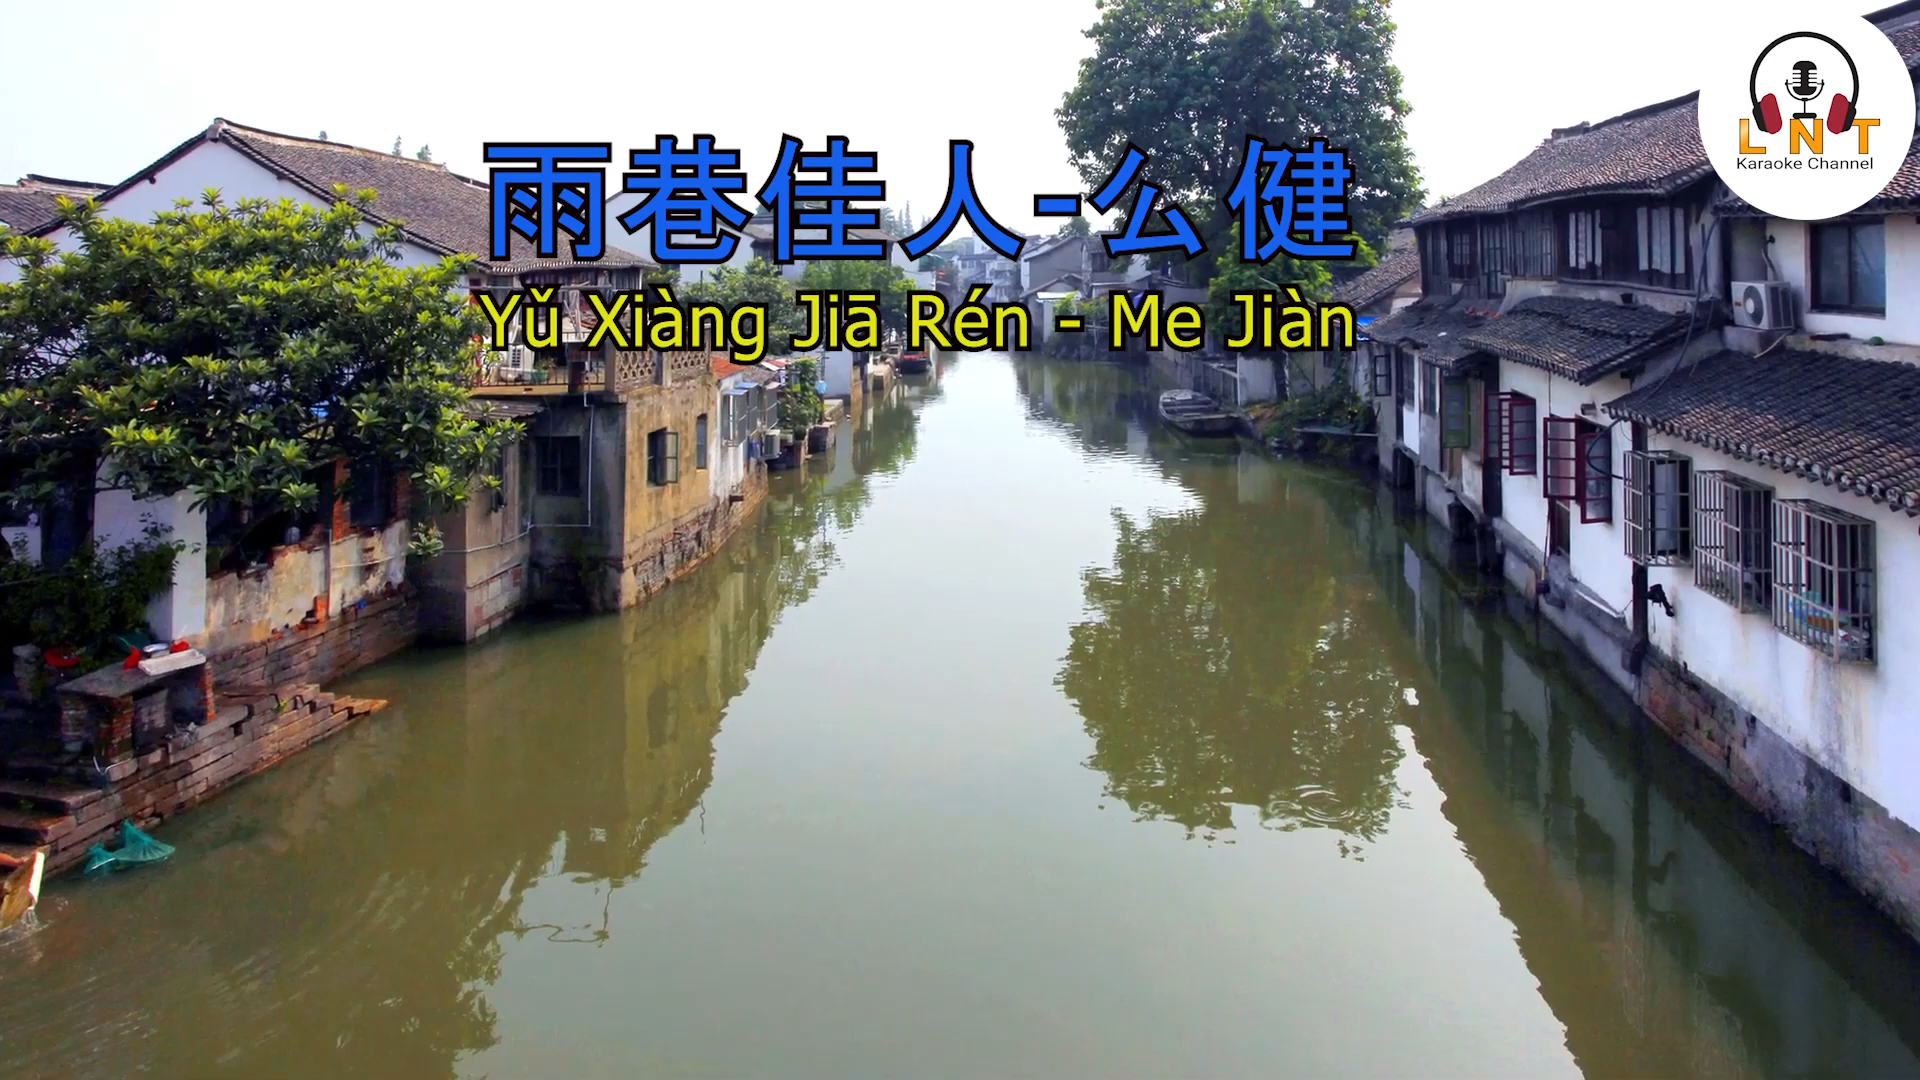 雨巷佳人-么健
Yǔ Xiàng Jiā Rén - Me Jiàn
LNT
Karaoke Channel